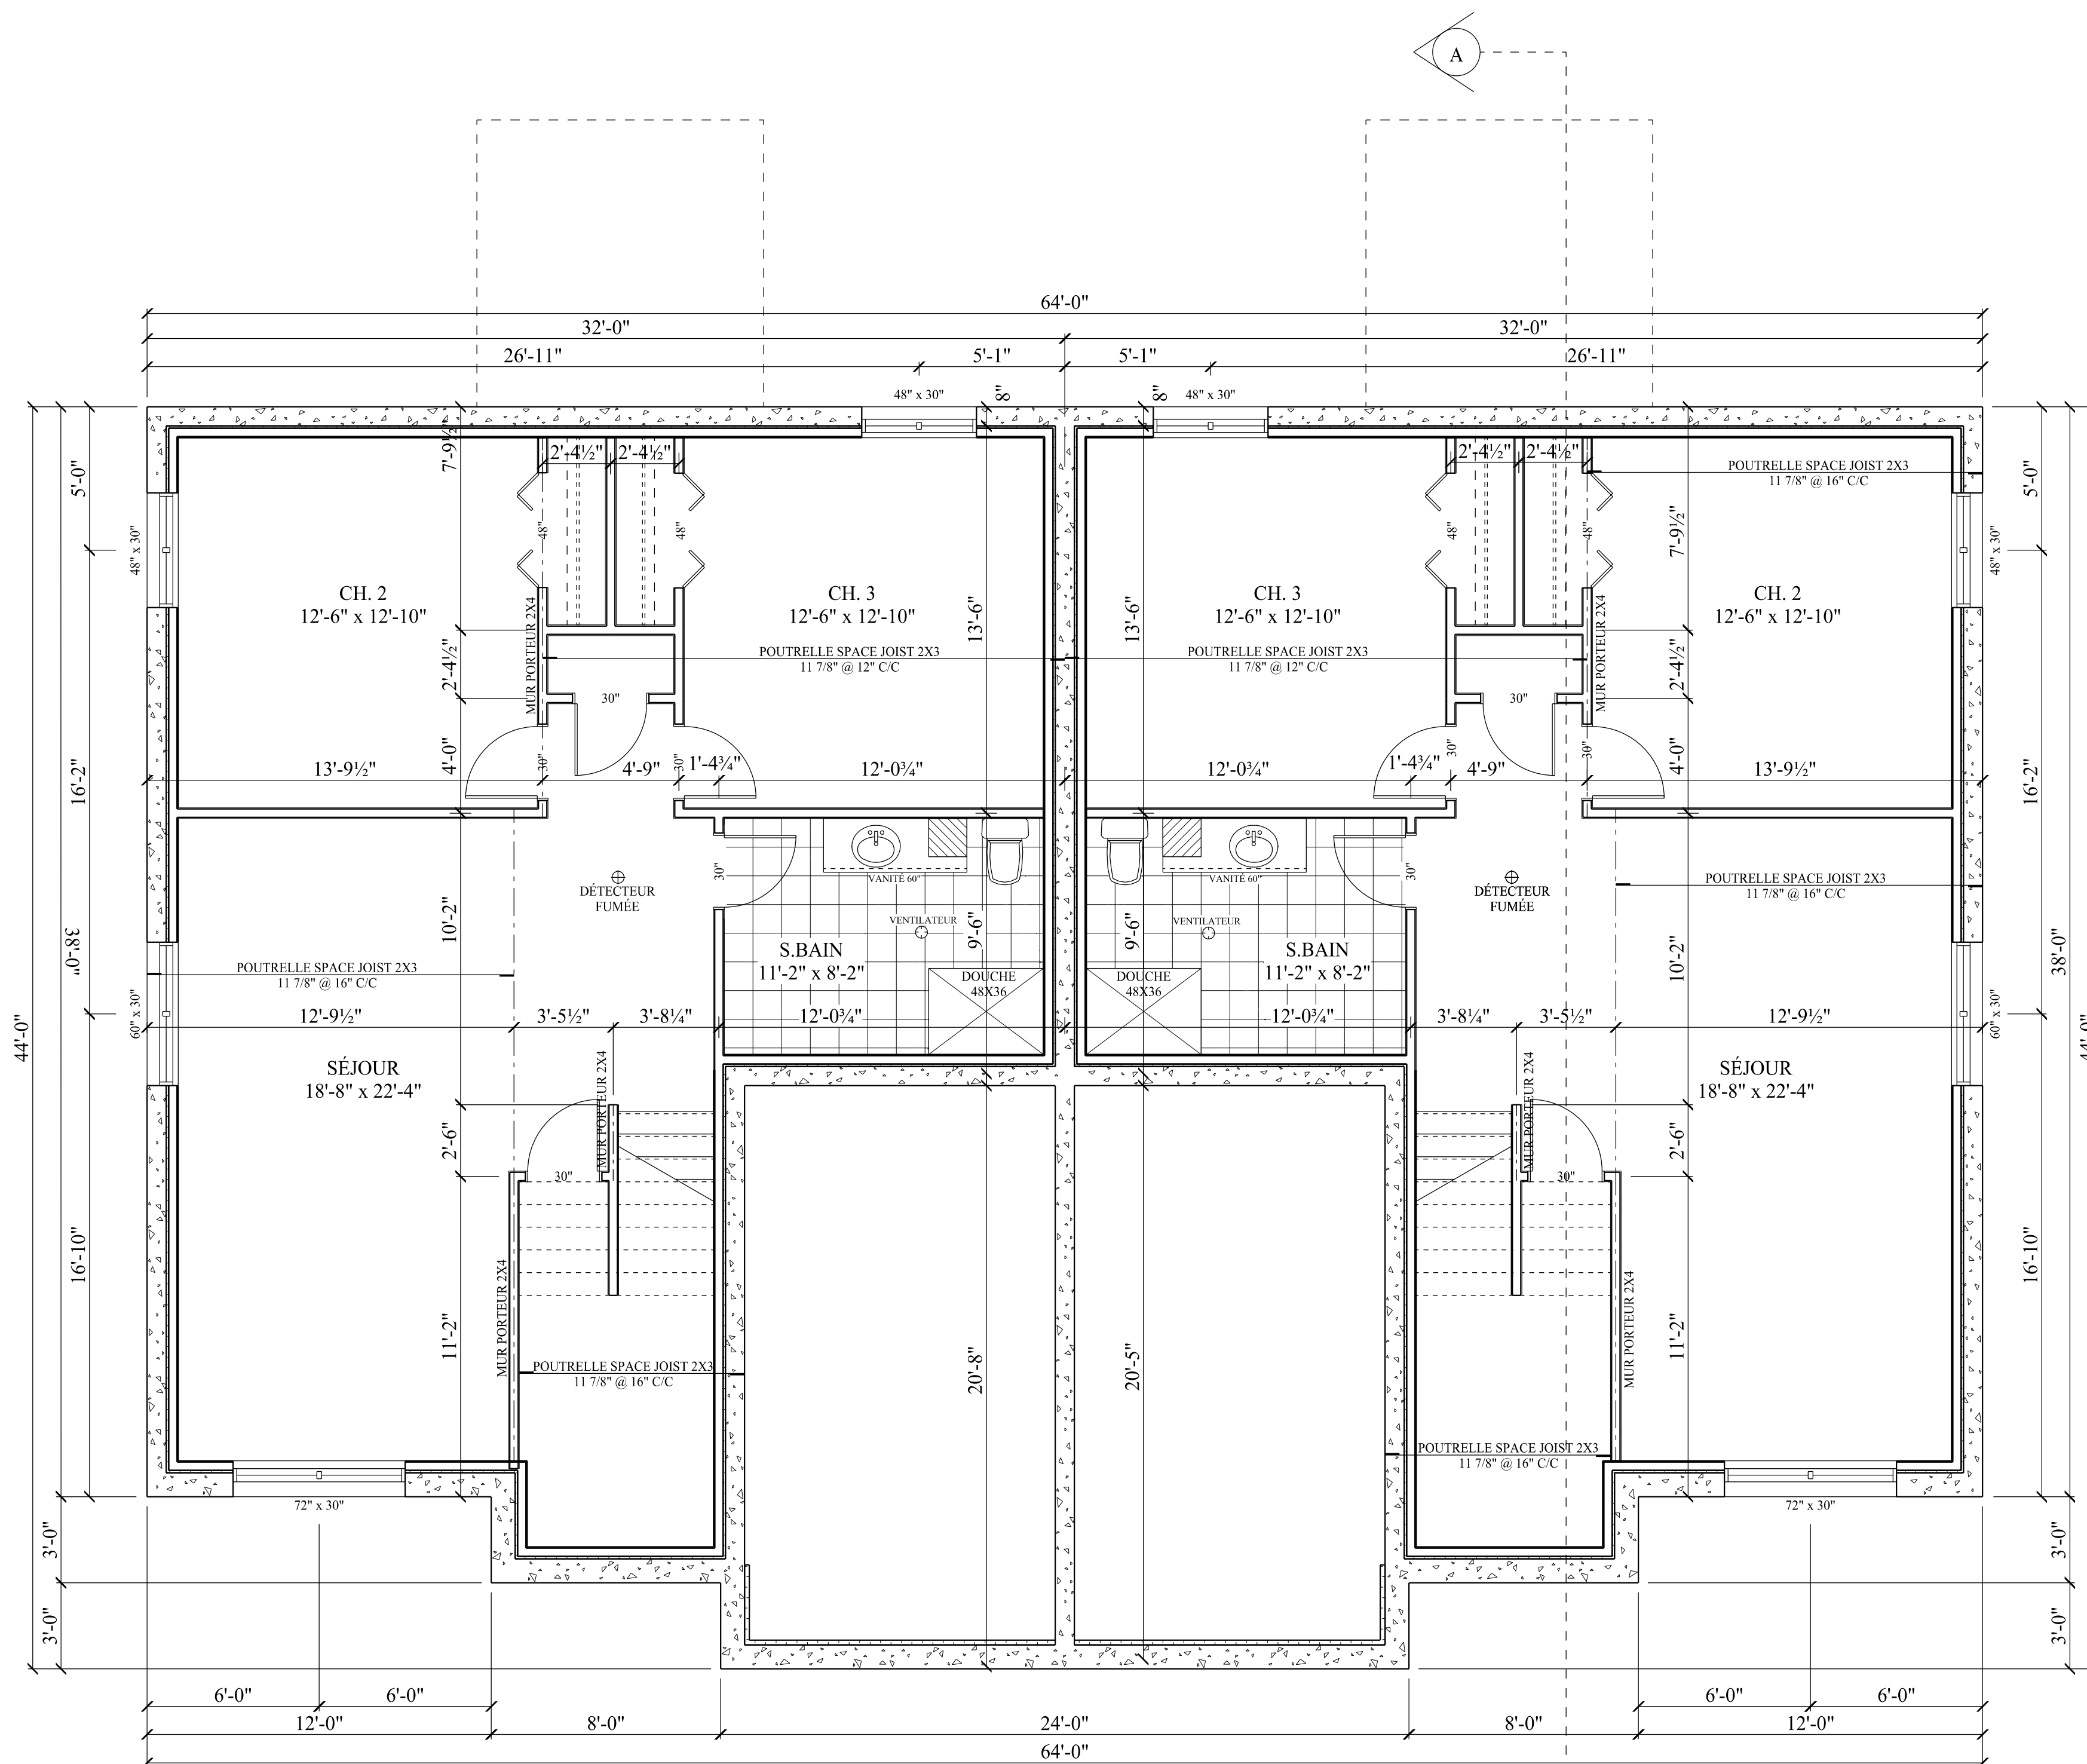 A
64'-0"
32'-0" 32'-0"
26'-11" 5'-1" 5'-1" 26'-11"
48" x 30" 8" 8" 48" x 30"
7'-9½" 2'-4½" 2'-4½" 2'-4½" 2'-4½"
POUTRELLE SPACE JOIST 2X3
11 7/8" @ 16" C/C
5'-0" 5'-0"
48" x 30" 48" 48" 48" 48" 7'-9½" 48" x 30"
CH. 2
12'-6" x 12'-10"
CH. 3
12'-6" x 12'-10"
CH. 3
12'-6" x 12'-10"
CH. 2
12'-6" x 12'-10"
13'-6" 13'-6"
MUR PORTEUR 2X4
MUR PORTEUR 2X4
POUTRELLE SPACE JOIST 2X3
11 7/8" @ 12" C/C
POUTRELLE SPACE JOIST 2X3
11 7/8" @ 12" C/C
2'-4½" 2'-4½"
30" 30"
16'-2" 4'-0" 30" 30" 30" 30" 4'-0" 16'-2"
13'-9½" 4'-9" 1'-4¾" 12'-0¾" 12'-0¾" 1'-4¾" 4'-9" 13'-9½"
30" 30"
VANITÉ 60" VANITÉ 60"
DÉTECTEUR
FUMÉE
DÉTECTEUR
FUMÉE
POUTRELLE SPACE JOIST 2X3
11 7/8" @ 16" C/C
10'-2" 10'-2"
VENTILATEUR VENTILATEUR
9'-6" 9'-6"
38'-0" 38'-0"
S.BAIN
11'-2" x 8'-2"
S.BAIN
11'-2" x 8'-2"
POUTRELLE SPACE JOIST 2X3
11 7/8" @ 16" C/C
DOUCHE
48X36
DOUCHE
48X36
60" x 30" 60" x 30"
12'-9½" 3'-5½" 3'-8¼" 12'-0¾" 12'-0¾" 3'-8¼" 3'-5½" 12'-9½"
44'-0" 44'-0"
SÉJOUR
18'-8" x 22'-4"
SÉJOUR
18'-8" x 22'-4"
MUR PORTEUR 2X4
MUR PORTEUR 2X4
2'-6" 2'-6"
30" 30"
16'-10" 16'-10"
MUR PORTEUR 2X4
MUR PORTEUR 2X4
11'-2" 11'-2"
20'-8" 20'-5"
POUTRELLE SPACE JOIST 2X3
11 7/8" @ 16" C/C
POUTRELLE SPACE JOIST 2X3
11 7/8" @ 16" C/C
72" x 30" 72" x 30"
3'-0" 3'-0"
3'-0" 3'-0"
6'-0" 6'-0" 6'-0" 6'-0"
12'-0" 8'-0" 24'-0" 8'-0" 12'-0"
64'-0"